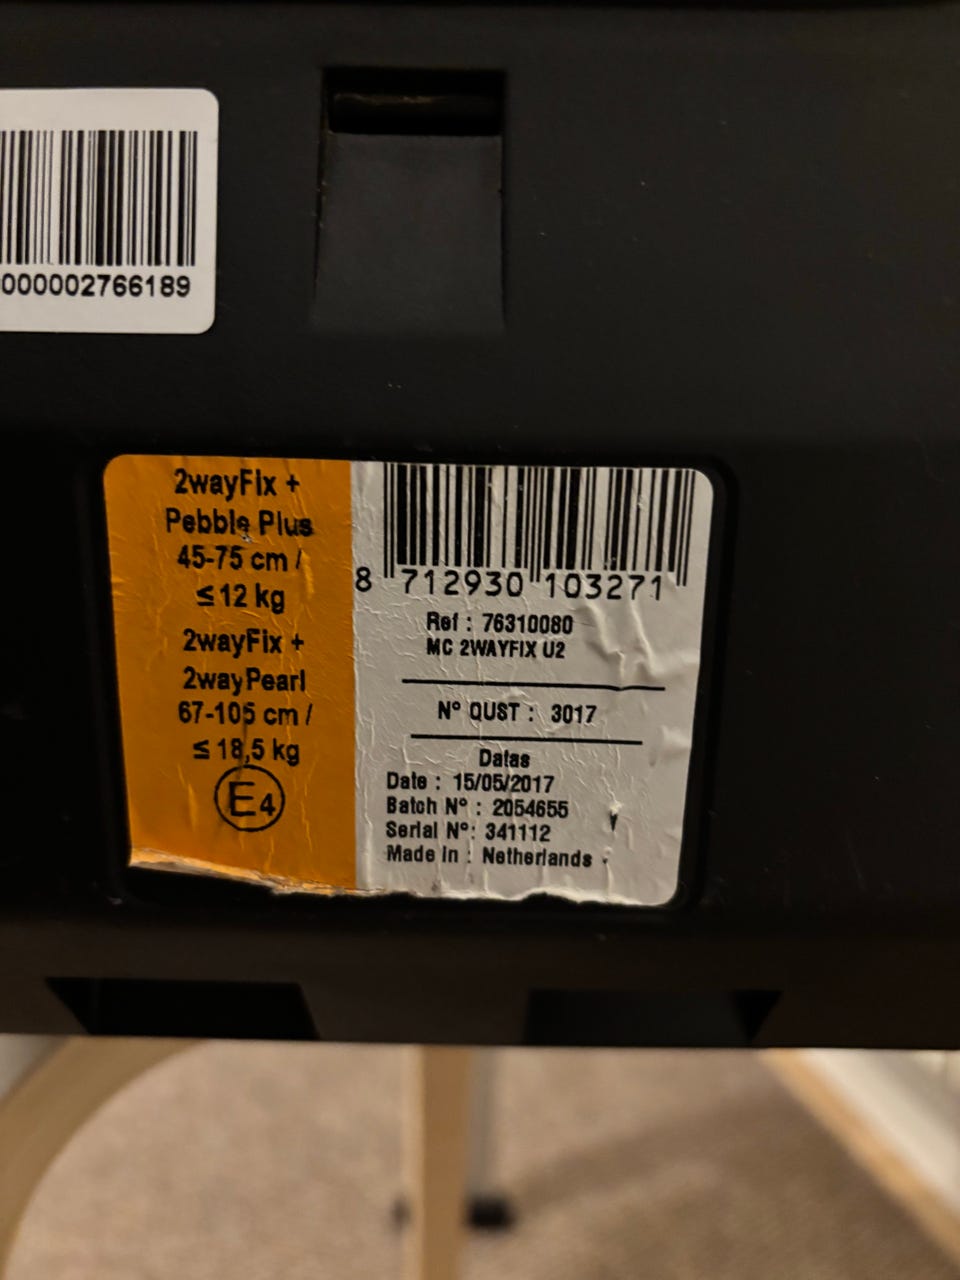 000002766189
2wayFix +
Pebble Plus
45-75 cm /
≤12 kg
2wayFix +
2wayPearl
67-105 cm /
≤ 18,5 kg
E4
8 712930 103271
Ref : 76310080
MC 2WAYFIX U2
N° QUST : 3017
Datas
Date : 15/05/2017
Batch N° : 2054655
Serial N°: 341112
Made in : Netherlands